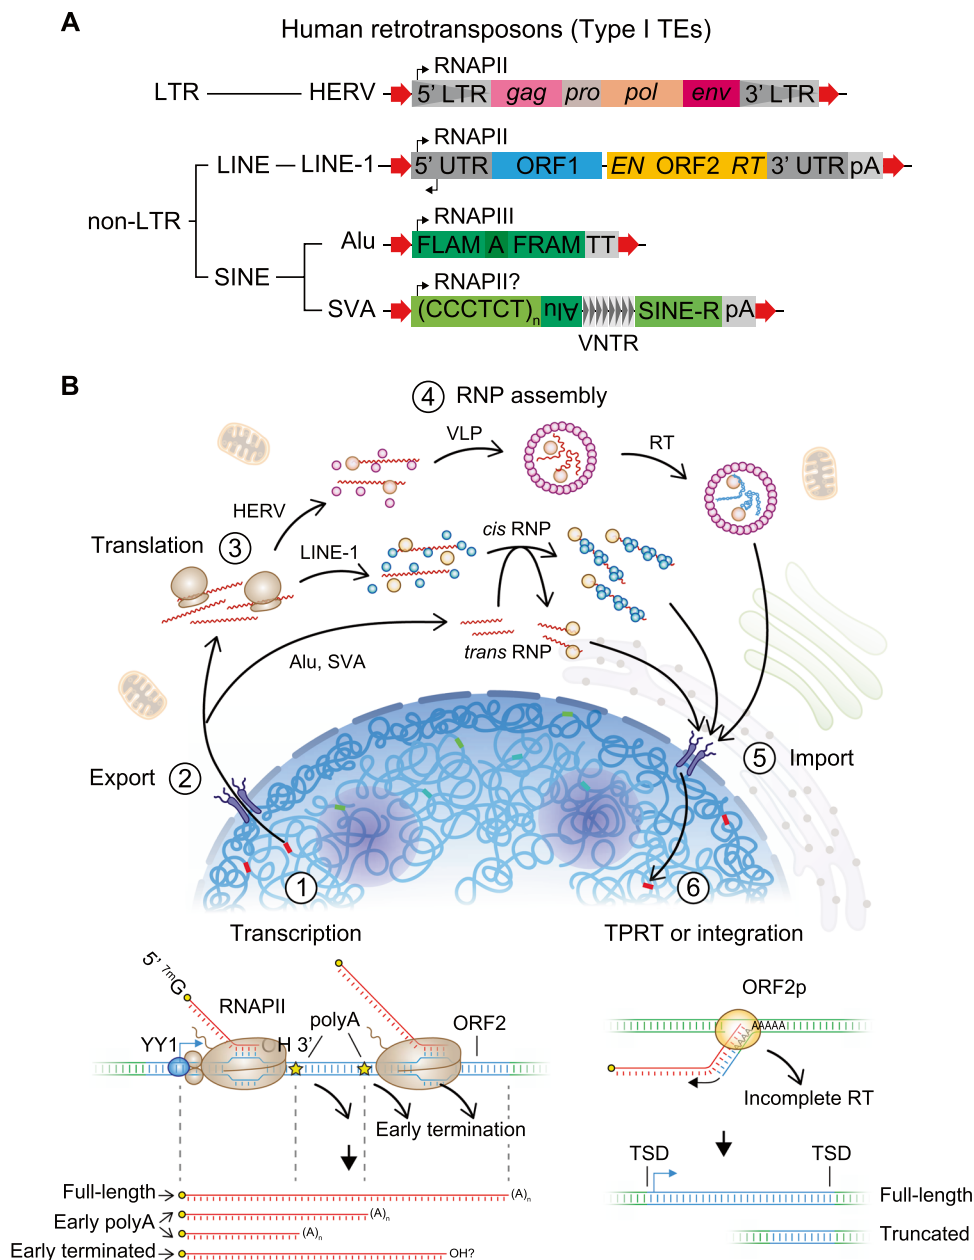 A
Human retrotransposons (Type I TEs)
RNAPII
LTR HERV 5' LTR gag pro pol env 3' LTR
RNAPII
LINE LINE-1 5' UTR ORF1 EN ORF2 RT 3' UTR pA
non-LTR
RNAPIII
Alu FLAM A FRAM TT
SINE
RNAPII?
SVA (CCCTCT)n Alu SINE-R pA
VNTR
B
4 RNP assembly
VLP
RT
HERV
Translation 3
LINE-1
cis RNP
Alu, SVA
trans RNP
Export 2
5 Import
1
6
Transcription
TPRT or integration
5' 7mG
RNAPII
polyA
ORF2
YY1
OH 3'
Early termination
ORF2p
AAAAA
AAA
Incomplete RT
TSD TSD
Full-length
Truncated
Full-length (A)n
Early polyA (A)n
(A)n
Early terminated OH?